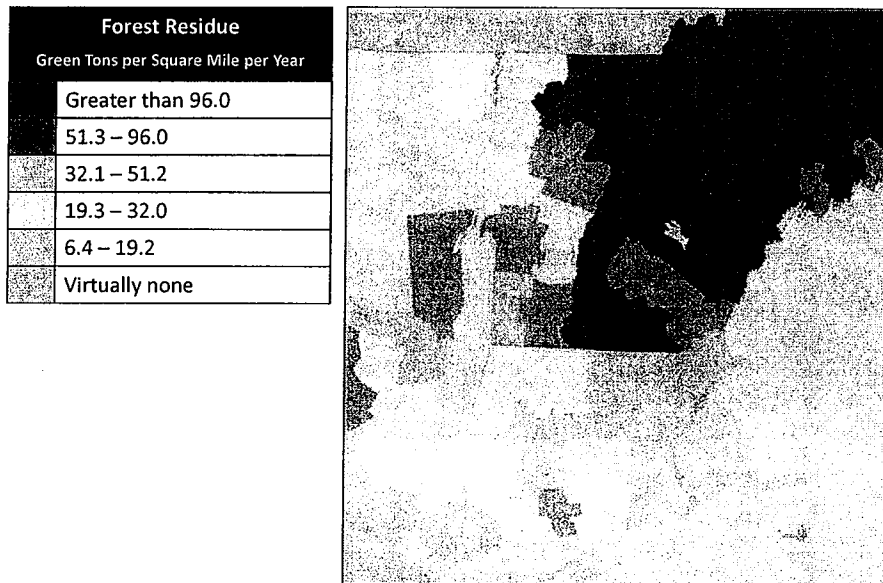 Forest Residue
Green Tons per Square Mile per Year
Greater than 96.0
51.3 – 96.0
32.1 – 51.2
19.3 – 32.0
6.4 – 19.2
Virtually none